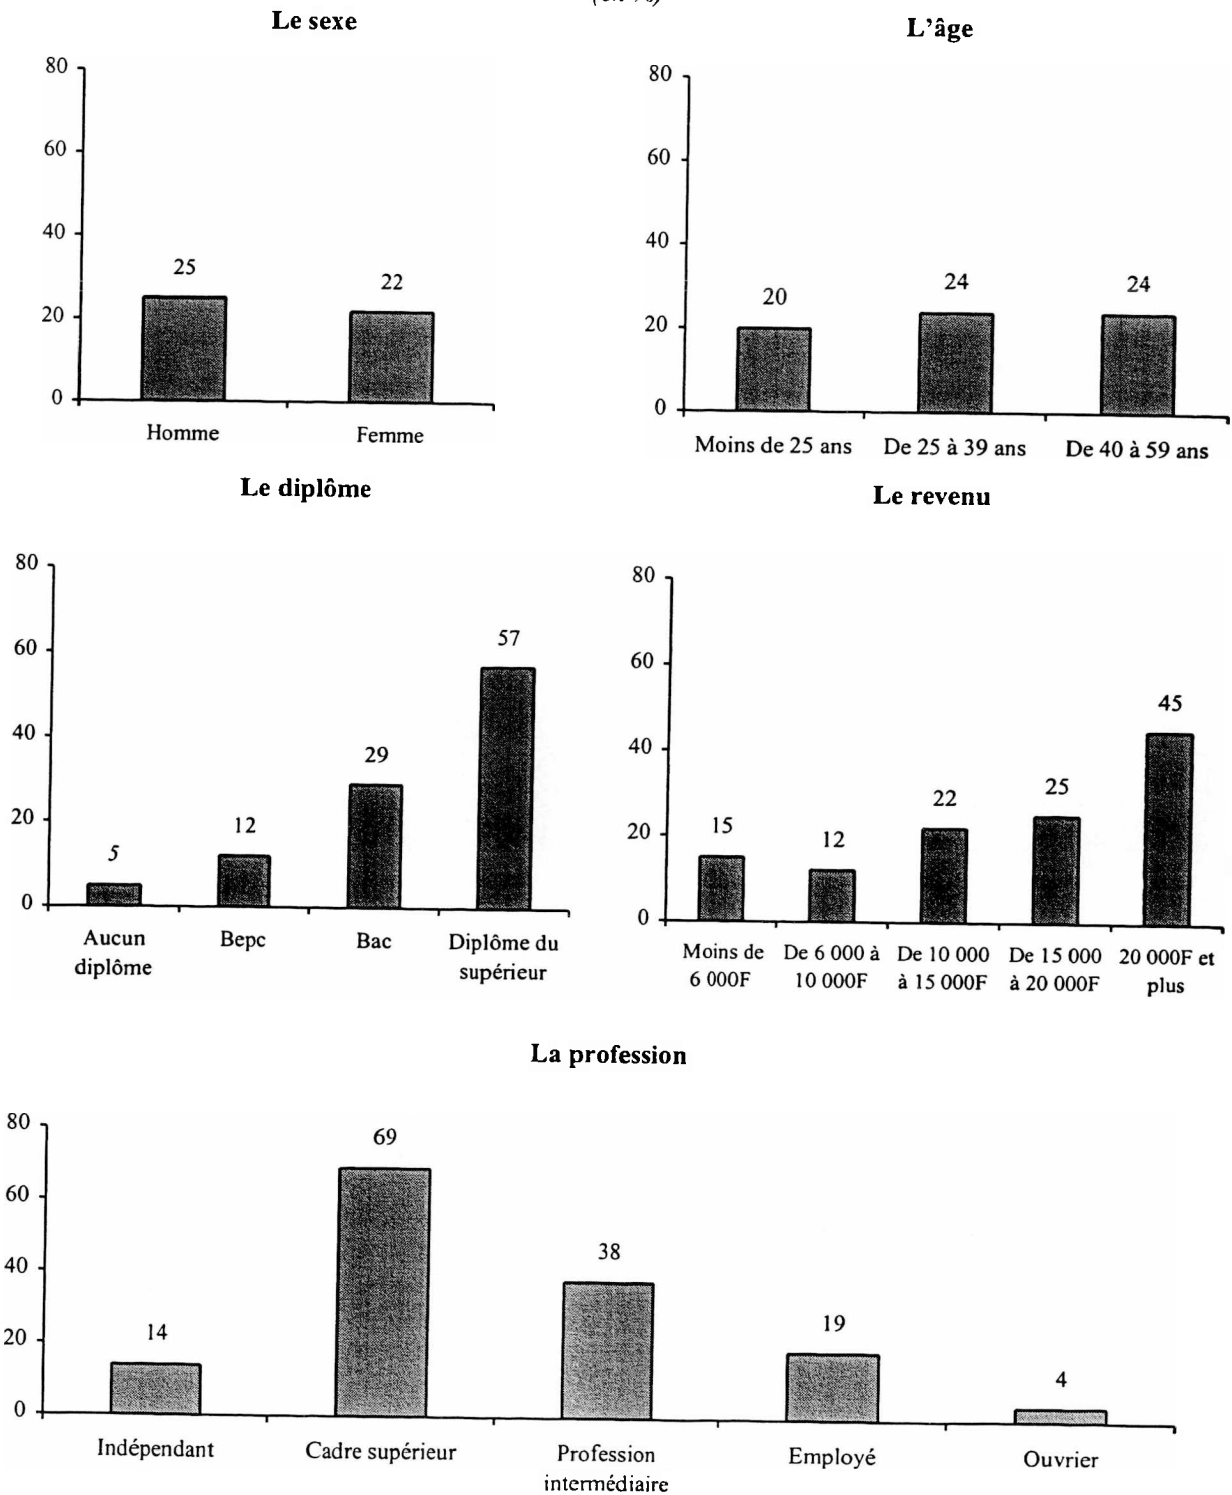 (en %)
Le sexe
80
60
40
20
0
25
22
Homme
Femme
L'âge
80
60
40
20
0
20
24
24
Moins de 25 ans
De 25 à 39 ans
De 40 à 59 ans
Le diplôme
80
60
40
20
0
5
12
29
57
Aucun
diplôme
Bepc
Bac
Diplôme du
supérieur
Le revenu
80
60
40
20
0
15
12
22
25
45
Moins de
6 000F
De 6 000 à
10 000F
De 10 000
à 15 000F
De 15 000
à 20 000F
20 000F et
plus
La profession
80
60
40
20
0
14
69
38
19
4
Indépendant
Cadre supérieur
Profession
intermédiaire
Employé
Ouvrier